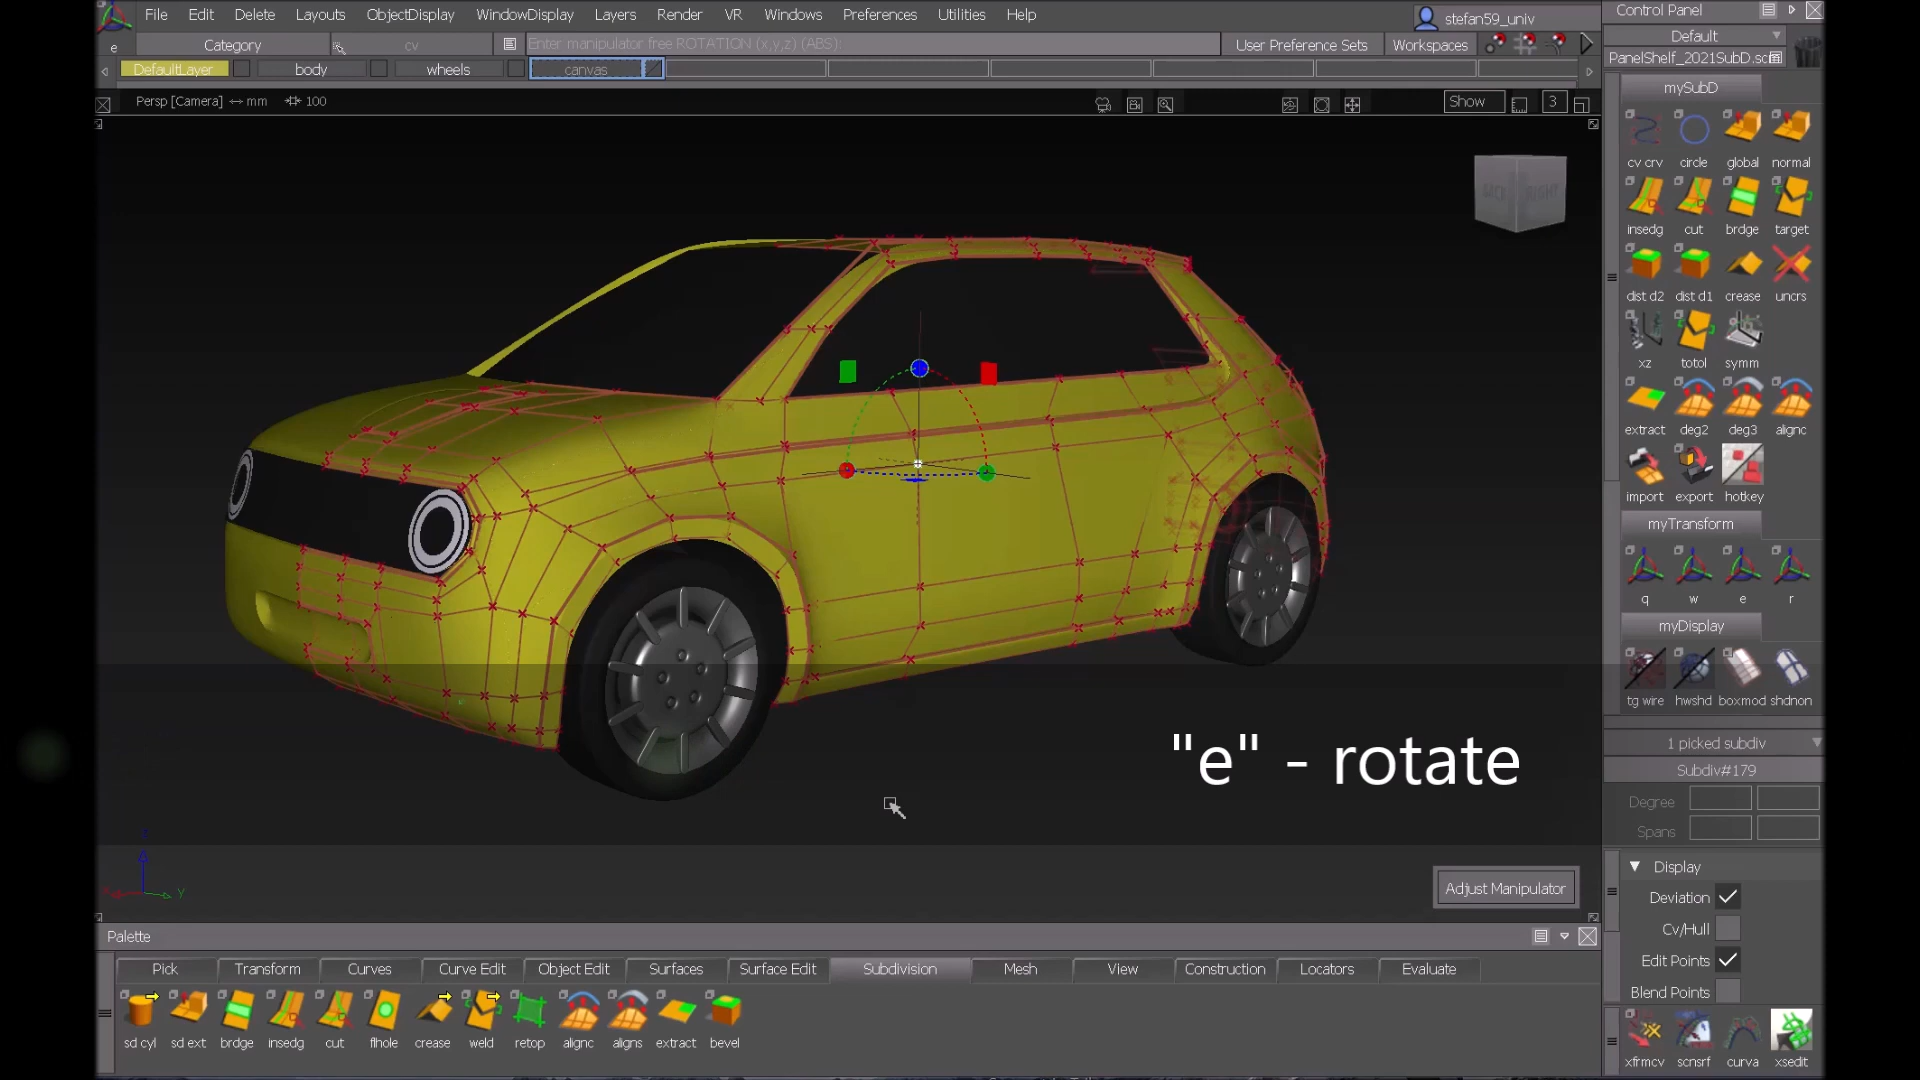 File Edit Delete Layouts ObjectDisplay WindowDisplay Layers Render VR Windows Preferences Utilities Help
stefan59_univ
Control Panel
e Category cv Enter manipulator free ROTATION (x,y,z) (ABS): User Preference Sets Workspaces
Default
DefaultLayer body wheels canvas
PanelShelf_2021SubD.scl
Persp [Camera] mm 100 Show 3
mySubD
cv crv circle global normal
insedg cut brdge target
dist d2 dist d1 crease uncrs
xz totol symm
extract deg2 deg3 alignc
import export hotkey
myTransform
q w e r
myDisplay
tg wire hwshd boxmod shdnon
"e" - rotate
1 picked subdiv
Subdiv#179
Degree
Spans
Display
Deviation
Cv/Hull
Edit Points
Blend Points
xfrmcv scnsrf curva xsedit
Y
Adjust Manipulator
Palette
Pick Transform Curves Curve Edit Object Edit Surfaces Surface Edit Subdivision Mesh View Construction Locators Evaluate
sd cyl sd ext brdge insedg cut flhole crease weld retop alignc aligns extract bevel